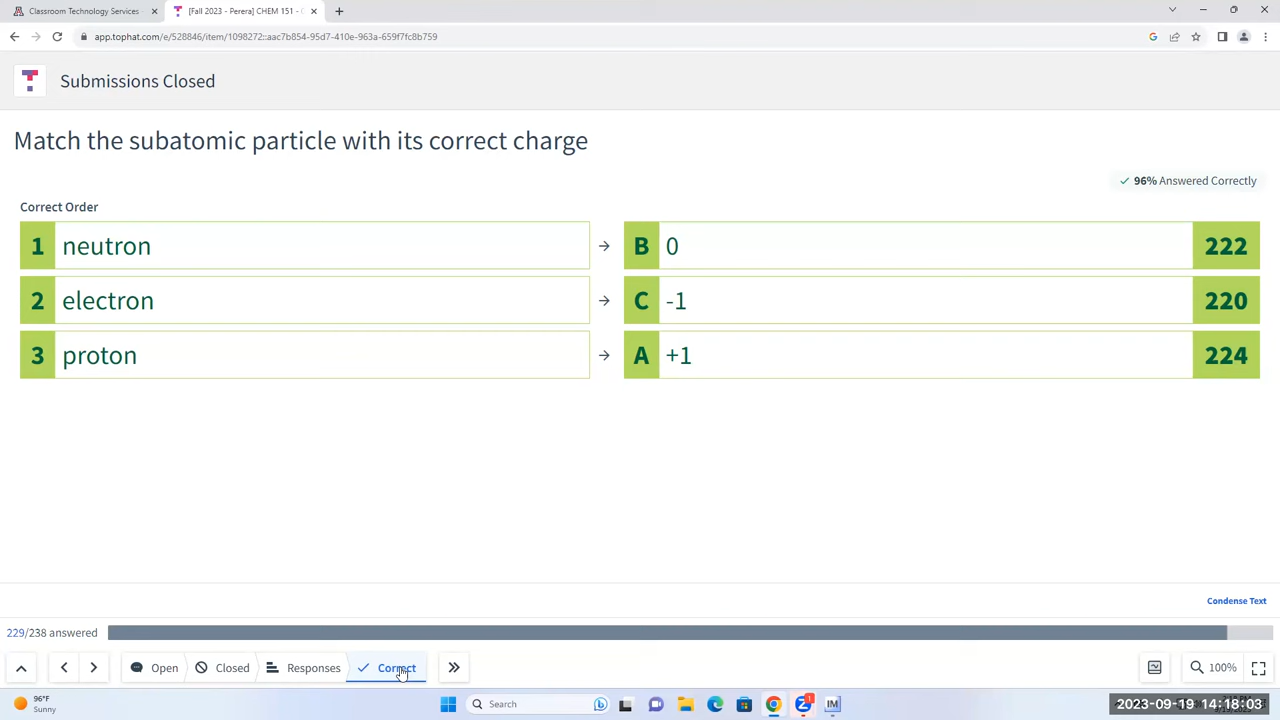 Classroom Technology Services
[Fall 2023 - Perera] CHEM 151 -
app.tophat.com/e/528846/item/1098272::aac7b854-95d7-410e-963a-659f7fc8b759
Submissions Closed
Match the subatomic particle with its correct charge
96% Answered Correctly
Correct Order
1 neutron → B 0 222
2 electron → C -1 220
3 proton → A +1 224
Condense Text
229/238 answered
Open Closed Responses Correct 100%
96°F
Sunny
Search
2023-09-19 14:18:03